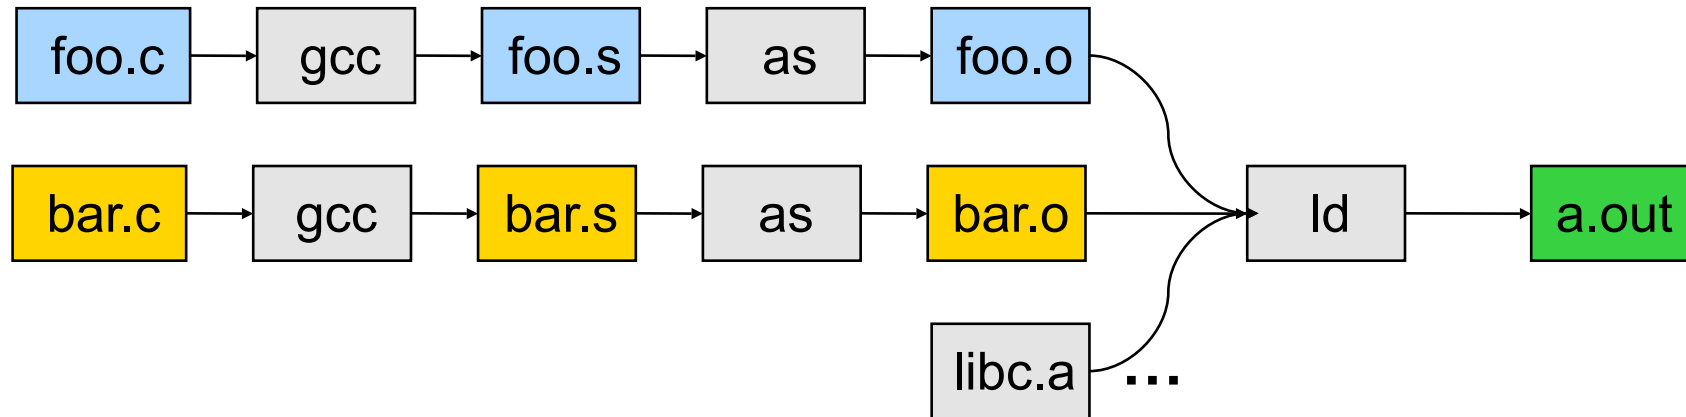 foo.c gcc foo.s as foo.o
bar.c gcc bar.s as bar.o ld a.out
libc.a ...